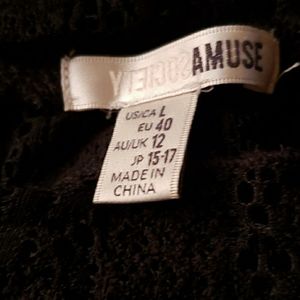 AMUSE
SOCIETY
US/CA L
EU 40
AU/UK 12
JP 15-17
MADE IN
CHINA